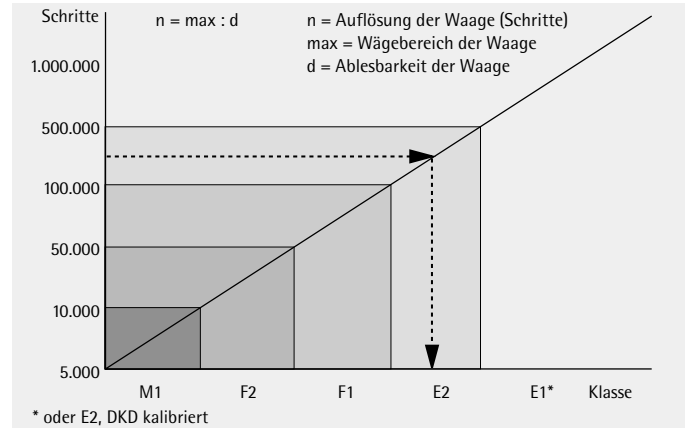 Schritte
n = max : d
n = Auflösung der Waage (Schritte)
max = Wägebereich der Waage
d = Ablesbarkeit der Waage
1.000.000
500.000
100.000
50.000
10.000
5.000
M1 F2 F1 E2 E1* Klasse
* oder E2, DKD kalibriert